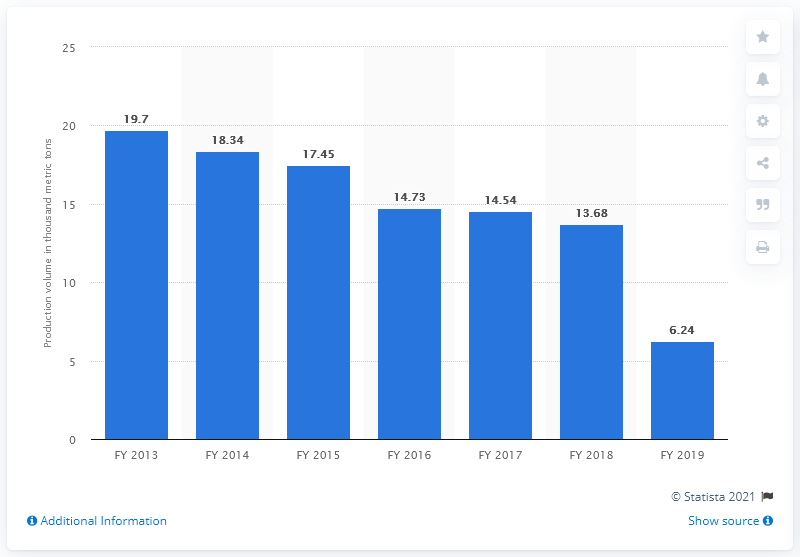 25
20
15
10
5
0
Production volume in thousand metric tons
19.7
18.34
17.45
14.73
14.54
13.68
6.24
FY 2013
FY 2014
FY 2015
FY 2016
FY 2017
FY 2018
FY 2019
© Statista 2021
Additional Information
Show source